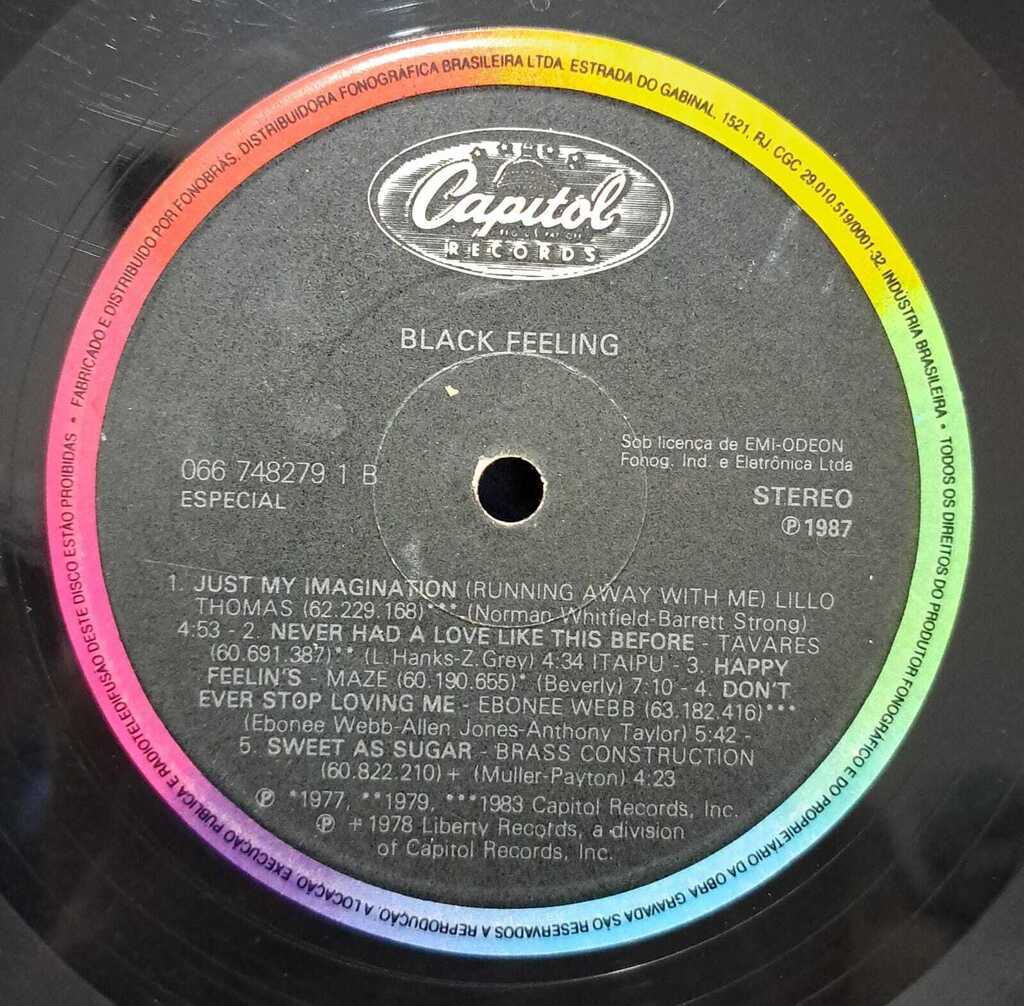 • FABRICADO E DISTRIBUIDO POR FONOBRÁS. DISTRIBUIDORA FONOGRÁFICA BRASILEIRA LTDA. ESTRADA DO GABINAL, 1521, RJ. CGC 29.010.519/0001-32. INDÚSTRIA BRASILEIRA • TODOS OS DIREITOS DO PRODUTOR FONOGRÁFICO E DO PROPRIETÁRIO DA OBRA GRAVADA SÃO RESERVADOS A REPRODUÇÃO, A LOCAÇÃO, EXECUÇÃO PUBLICA E RADIOTELEDIFUSÃO DESTE DISCO ESTÃO PROIBIDAS
Capitol
RECORDS
BLACK FEELING
066 748279 1 B
ESPECIAL
Sob licença de EMI-ODEON
Fonog. Ind. e Eletrônica Ltda
STEREO
℗ 1987
1. JUST MY IMAGINATION (RUNNING AWAY WITH ME) LILLO
THOMAS (62.229.168)*** (Norman Whitfield-Barrett Strong)
4:53 - 2. NEVER HAD A LOVE LIKE THIS BEFORE - TAVARES
(60.691.387)** (L.Hanks-Z.Grey) 4:34 ITAIPU - 3. HAPPY
FEELIN'S - MAZE (60.190.655)* (Beverly) 7:10 - 4. DON'T
EVER STOP LOVING ME - EBONEE WEBB (63.182.416)***
(Ebonee Webb-Allen Jones-Anthony Taylor) 5:42 -
5. SWEET AS SUGAR - BRASS CONSTRUCTION
(60.822.210) + (Muller-Payton) 4:23
℗ *1977, **1979, ***1983 Capitol Records, Inc.
℗ + 1978 Liberty Records, a division
of Capitol Records, Inc.